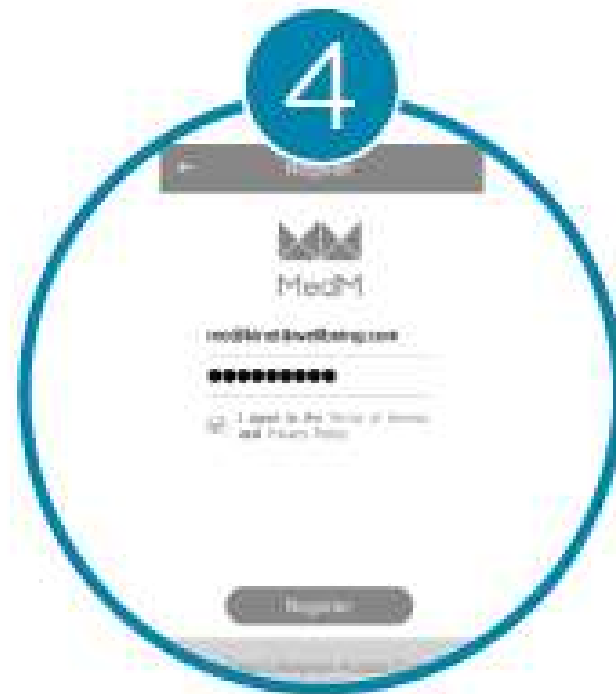 4
Register
MedM
I agree to the Terms of Service
and Privacy Policy
Register